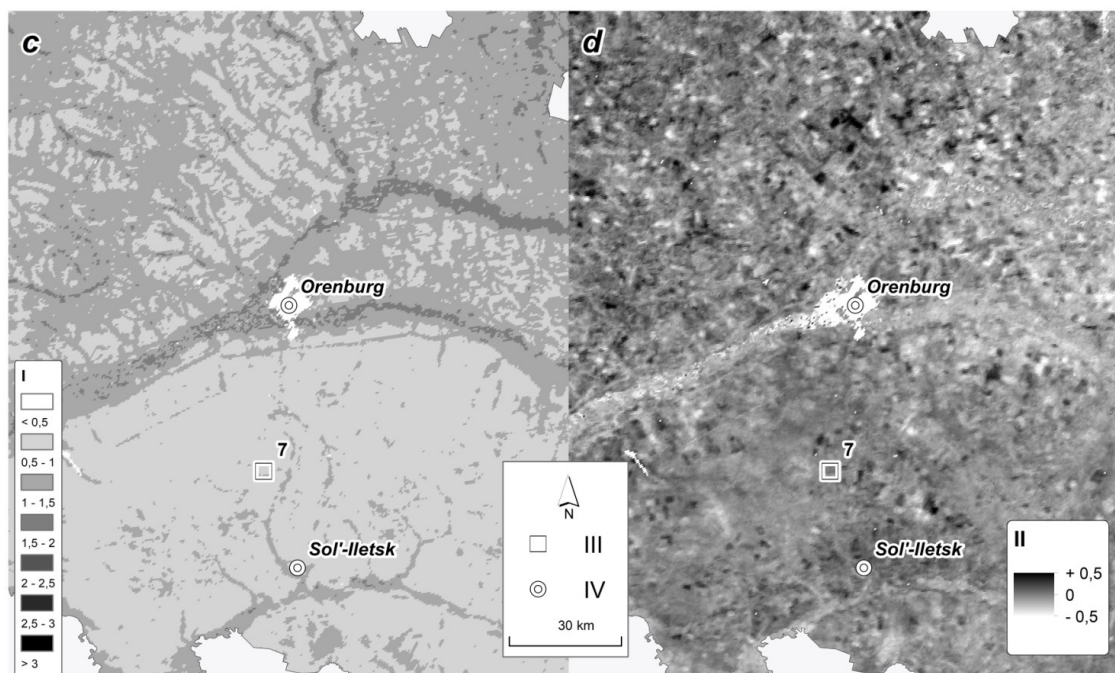 c
d
Orenburg
Orenburg
I
< 0,5
0,5 - 1
1 - 1,5
1,5 - 2
2 - 2,5
2,5 - 3
> 3
7
7
Sol'-Iletsk
Sol'-Iletsk
N
III
IV
30 km
II
+ 0,5
0
- 0,5